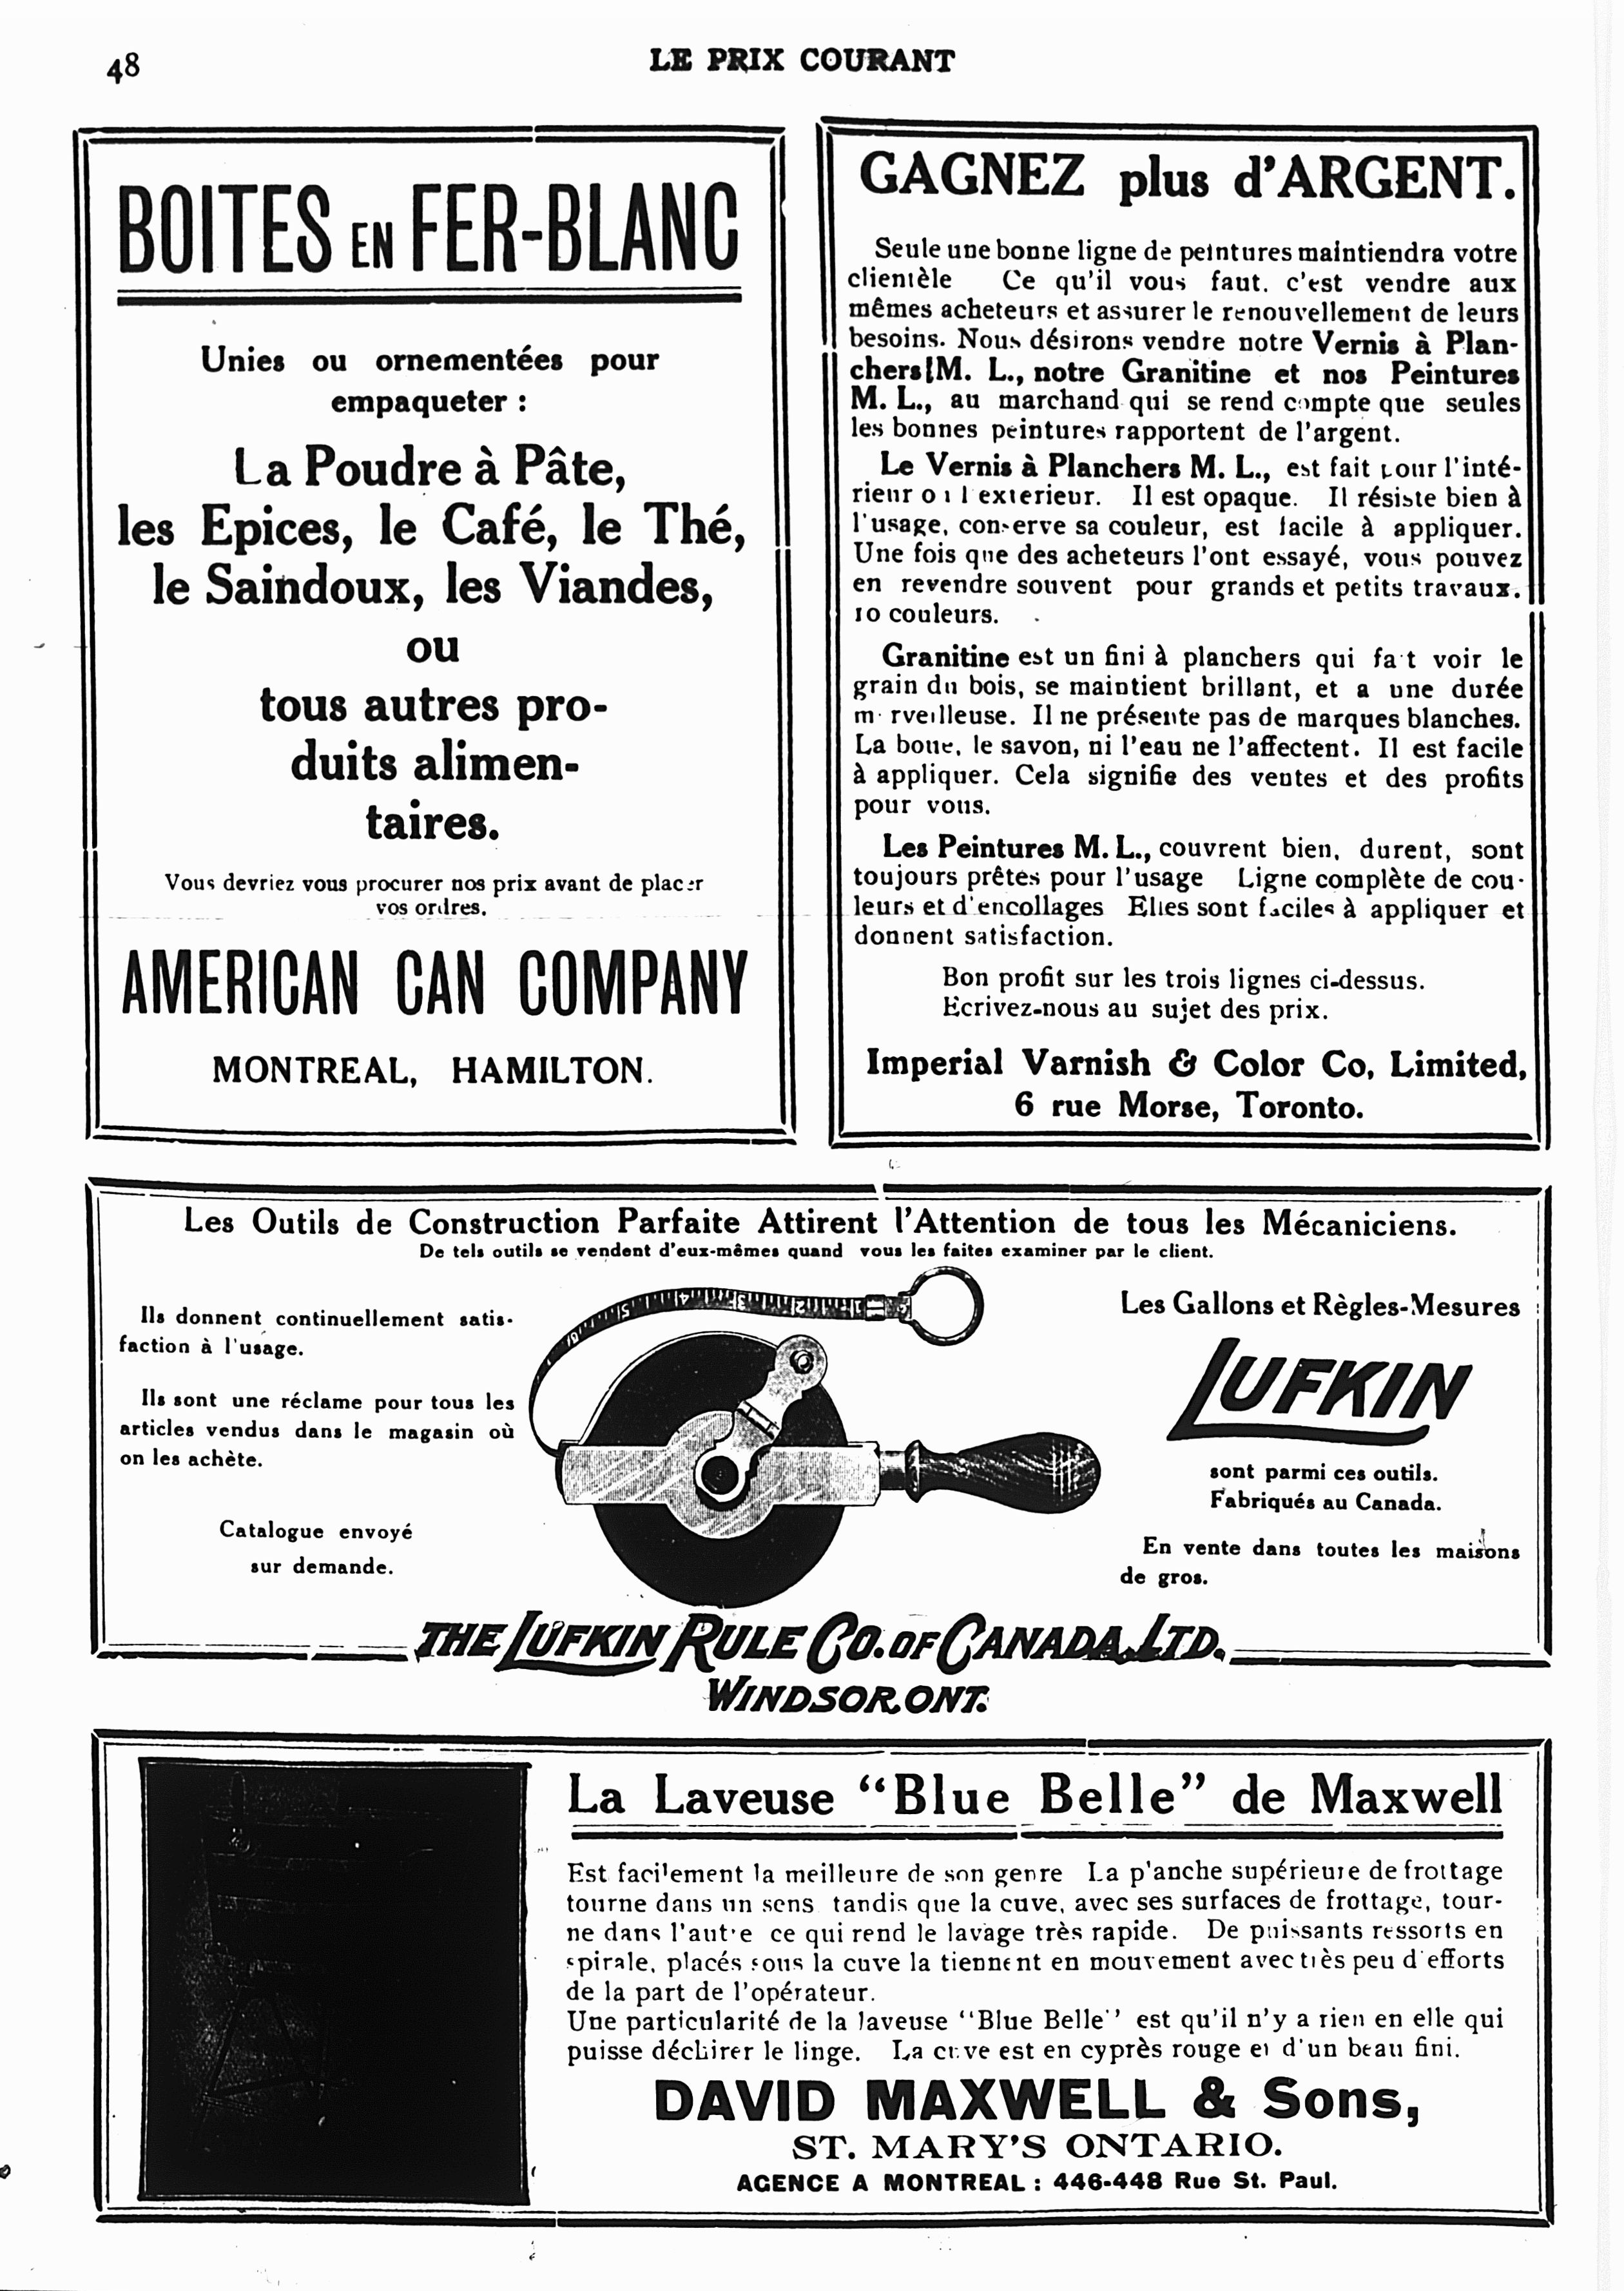 48
LE PRIX COURANT
BOITES EN FER-BLANC
Unies ou ornementées pour
empaqueter :
La Poudre à Pâte,
les Epices, le Café, le Thé,
le Saindoux, les Viandes,
ou
tous autres pro-
duits alimen-
taires.
Vous devriez vous procurer nos prix avant de placer
vos ordres.
AMERICAN CAN COMPANY
MONTREAL, HAMILTON.
GAGNEZ plus d'ARGENT.
Seule une bonne ligne de peintures maintiendra votre
clientèle Ce qu'il vous faut. c'est vendre aux
mêmes acheteurs et assurer le renouvellement de leurs
besoins. Nous désirons vendre notre Vernis à Plan-
chers M. L., notre Granitine et nos Peintures
M. L., au marchand qui se rend compte que seules
les bonnes peintures rapportent de l'argent.
Le Vernis à Planchers M. L., est fait pour l'inté-
rieur ou l'exterieur. Il est opaque. Il résiste bien à
l'usage, conserve sa couleur, est facile à appliquer.
Une fois que des acheteurs l'ont essayé, vous pouvez
en revendre souvent pour grands et petits travaux.
10 couleurs.
Granitine est un fini à planchers qui fait voir le
grain du bois, se maintient brillant, et a une durée
merveilleuse. Il ne présente pas de marques blanches.
La boue, le savon, ni l'eau ne l'affectent. Il est facile
à appliquer. Cela signifie des ventes et des profits
pour vous.
Les Peintures M. L., couvrent bien, durent, sont
toujours prêtes pour l'usage Ligne complète de cou-
leurs et d'encollages Elles sont faciles à appliquer et
donnent satisfaction.
Bon profit sur les trois lignes ci-dessus.
Ecrivez-nous au sujet des prix.
Imperial Varnish & Color Co, Limited,
6 rue Morse, Toronto.
Les Outils de Construction Parfaite Attirent l'Attention de tous les Mécaniciens.
De tels outils se vendent d'eux-mêmes quand vous les faites examiner par le client.
Ils donnent continuellement satis-
faction à l'usage.
Ils sont une réclame pour tous les
articles vendus dans le magasin où
on les achète.
Catalogue envoyé
sur demande.
Les Gallons et Règles-Mesures
LUFKIN
sont parmi ces outils.
Fabriqués au Canada.
En vente dans toutes les maisons
de gros.
THE LUFKIN RULE CO. OF CANADA, LTD.
WINDSOR, ONT.
La Laveuse "Blue Belle" de Maxwell
Est facilement la meilleure de son genre La planche supérieure de frottage
tourne dans un sens tandis que la cuve, avec ses surfaces de frottage, tour-
ne dans l'autre ce qui rend le lavage très rapide. De puissants ressorts en
spirale, placés sous la cuve la tiennent en mouvement avec très peu d'efforts
de la part de l'opérateur.
Une particularité de la laveuse "Blue Belle" est qu'il n'y a rien en elle qui
puisse déchirer le linge. La cuve est en cyprès rouge et d'un beau fini.
DAVID MAXWELL & Sons,
ST. MARY'S ONTARIO.
AGENCE A MONTREAL : 446-448 Rue St. Paul.